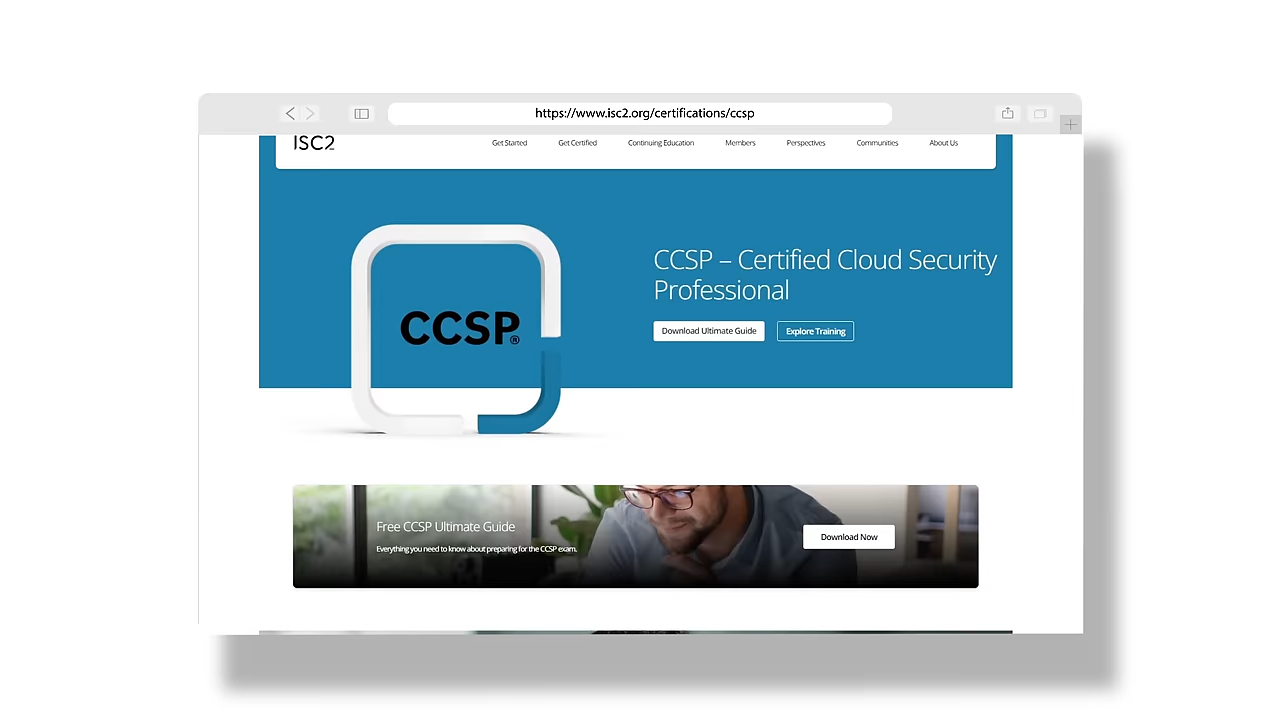 https://www.isc2.org/certifications/ccsp
ISC2
Get Started
Get Certified
Continuing Education
Members
Perspectives
Communities
About Us
CCSP®
CCSP – Certified Cloud Security
Professional
Download Ultimate Guide
Explore Training
Free CCSP Ultimate Guide
Everything you need to know about preparing for the CCSP exam.
Download Now